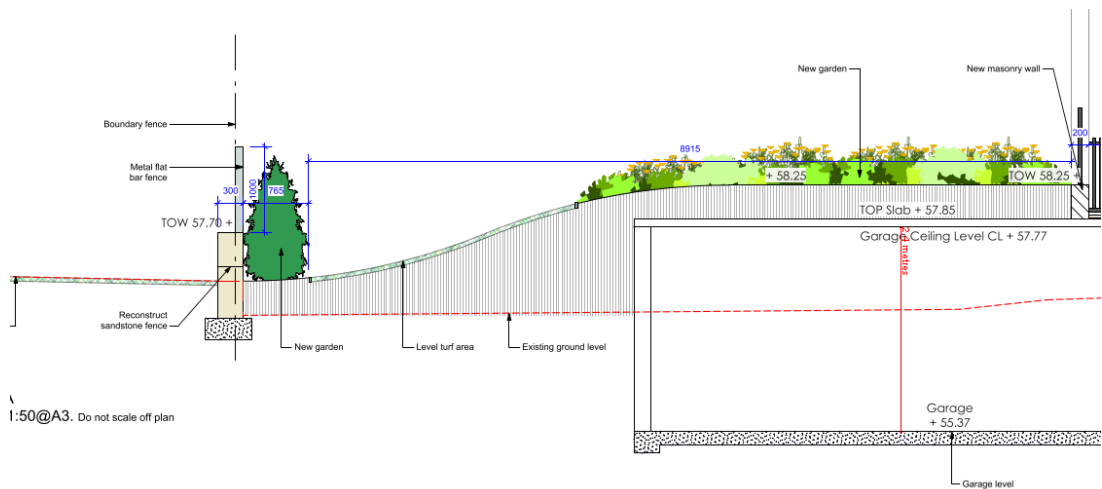 New garden
New masonry wall
Boundary fence
200
8915
Metal flat
bar fence
1000
300
765
+ 58.25
TOW 58.25 +
TOW 57.70 +
TOP Slab + 57.85
Garage Ceiling Level CL + 57.77
2.4 metres
Reconstruct
sandstone fence
New garden
Level turf area
Existing ground level
1:50@A3. Do not scale off plan
Garage
+ 55.37
Garage level